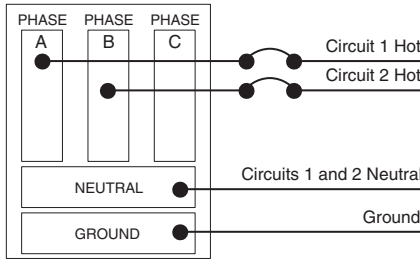 PHASE PHASE PHASE
A B C
Circuit 1 Hot
Circuit 2 Hot
NEUTRAL
Circuits 1 and 2 Neutral
GROUND
Ground